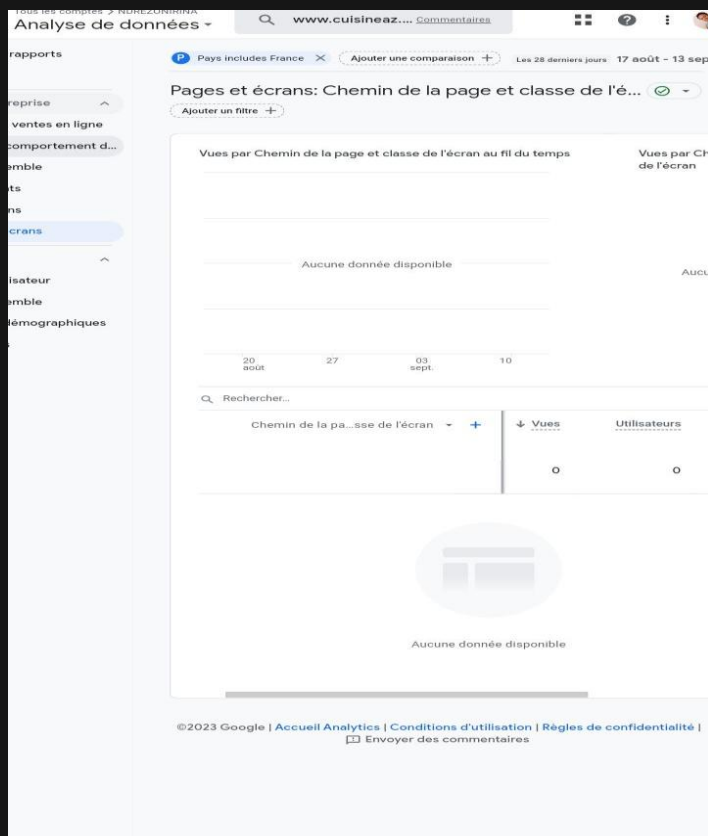 Tous les comptes > NDREZONIRINA
Analyse de données
www.cuisineaz.... Commentaires
rapports
reprise
ventes en ligne
comportement d...
emble
ts
ns
crans
isateur
emble
démographiques
s
P Pays includes France × Ajouter une comparaison + Les 28 derniers jours 17 août - 13 sep
Pages et écrans: Chemin de la page et classe de l'é...
Ajouter un filtre +
Vues par Chemin de la page et classe de l'écran au fil du temps
Aucune donnée disponible
20 27 03 10
août sept.
Vues par Ch
de l'écran
Aucu
Rechercher...
Chemin de la pa...sse de l'écran + ↓ Vues Utilisateurs
0 0
Aucune donnée disponible
©2023 Google | Accueil Analytics | Conditions d'utilisation | Règles de confidentialité |
Envoyer des commentaires